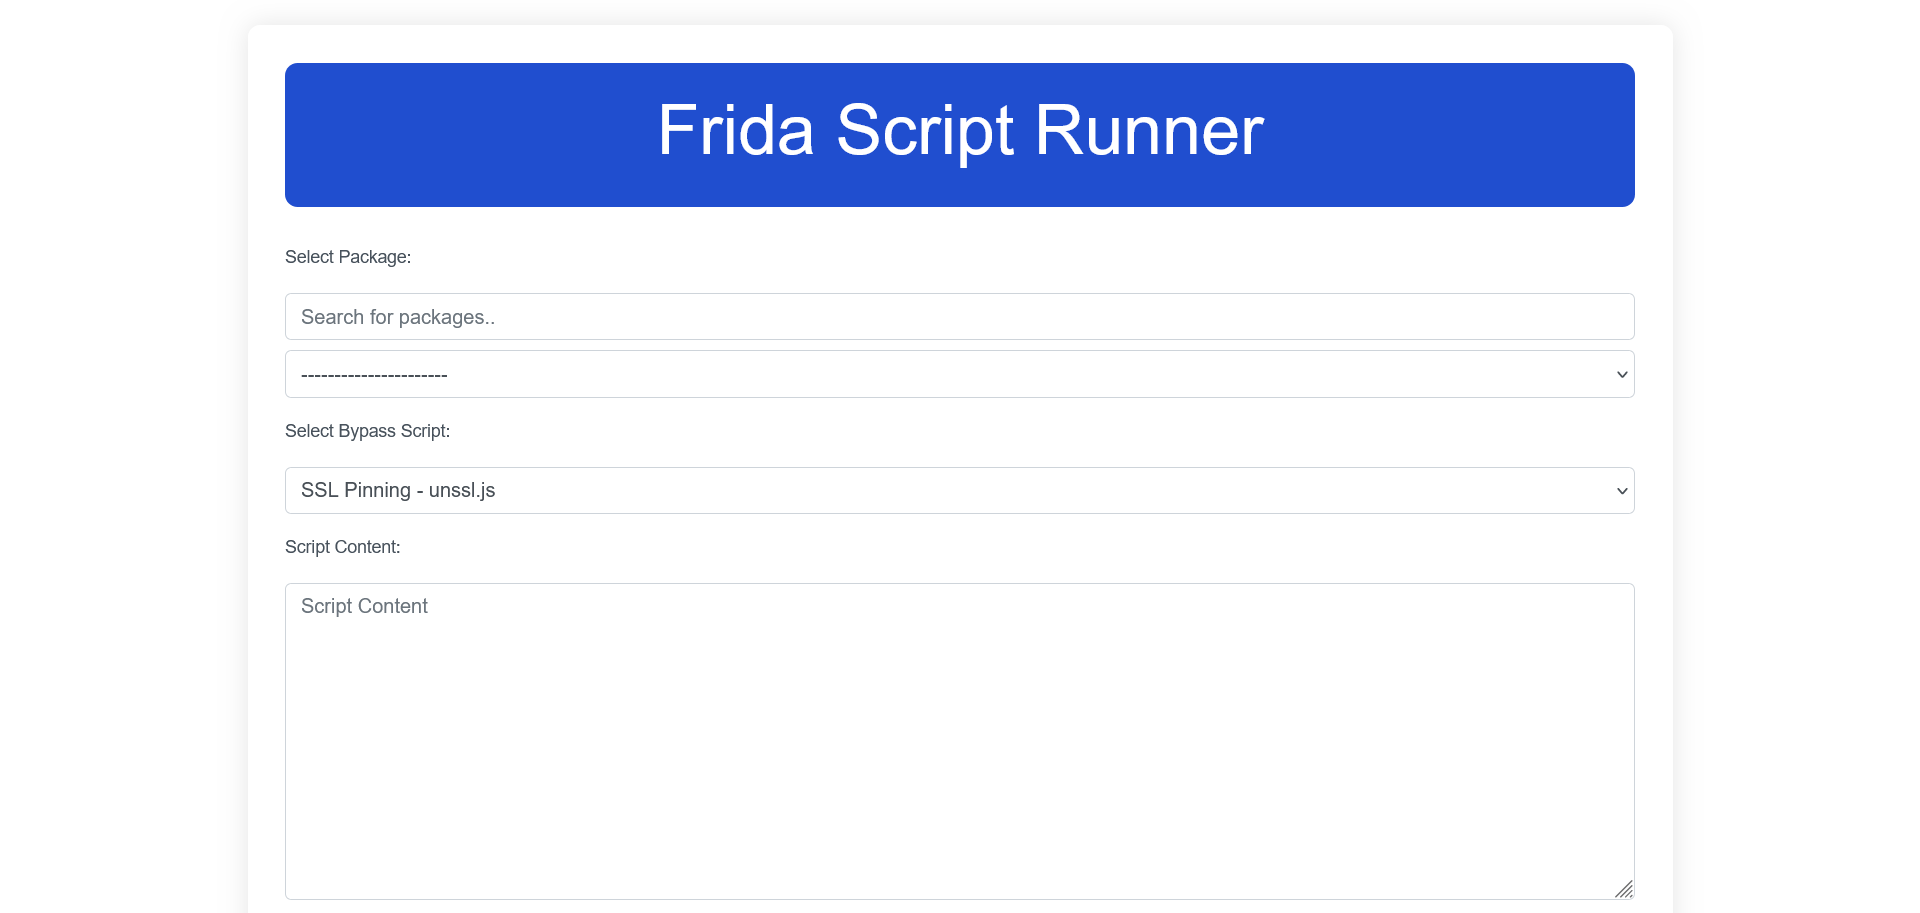 Frida Script Runner
Select Package:
Search for packages..
----------------------
Select Bypass Script:
SSL Pinning - unssl.js
Script Content:
Script Content